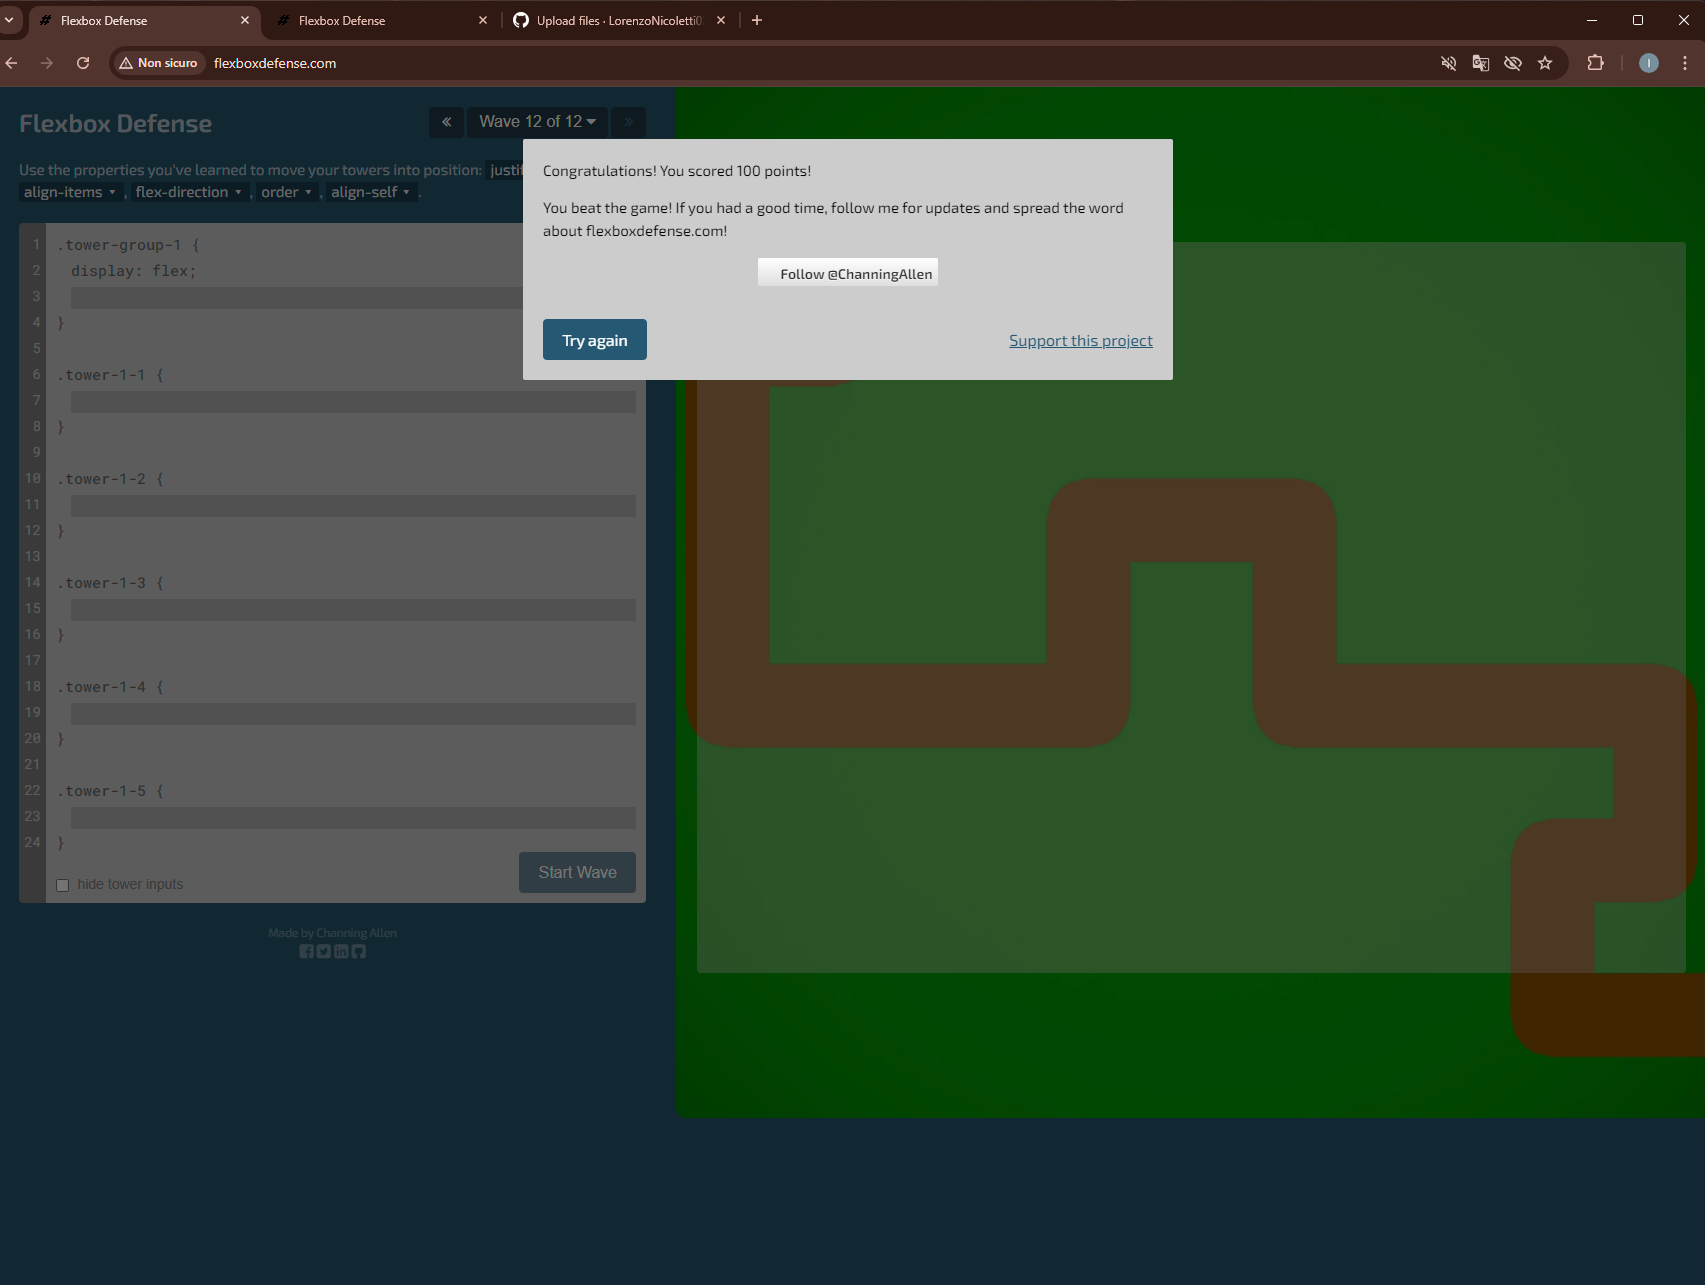 Flexbox Defense
Flexbox Defense
Upload files · LorenzoNicoletti0
Non sicuro
flexboxdefense.com
Flexbox Defense
Wave 12 of 12
Use the properties you've learned to move your towers into position:
align-items , flex-direction , order , align-self .
Congratulations! You scored 100 points!
You beat the game! If you had a good time, follow me for updates and spread the word
about flexboxdefense.com!
Follow @ChanningAllen
Try again
Support this project
1 .tower-group-1 {
2 display: flex;
3
4 }
5
6 .tower-1-1 {
7
8 }
9
10 .tower-1-2 {
11
12 }
13
14 .tower-1-3 {
15
16 }
17
18 .tower-1-4 {
19
20 }
21
22 .tower-1-5 {
23
24 }
hide tower inputs
Start Wave
Made by Channing Allen